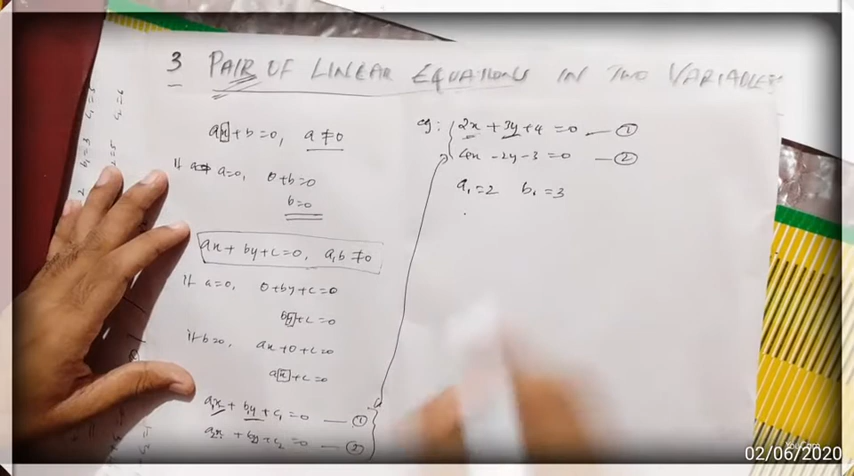 3 PAIR OF LINEAR EQUATIONS IN TWO VARIABLES
ax + b = 0, a ≠ 0
If a = 0, 0 + b = 0
b = 0
ax + by + c = 0, a, b ≠ 0
If a = 0, 0 + by + c = 0
by + c = 0
If b = 0, ax + 0 + c = 0
ax + c = 0
a₁x + b₁y + c₁ = 0 — ①
a₂x + b₂y + c₂ = 0 — ②
eg: 2x + 3y + 4 = 0 — ①
4x - 2y - 3 = 0 — ②
a₁ = 2 b₁ = 3
YouCam
02/06/2020